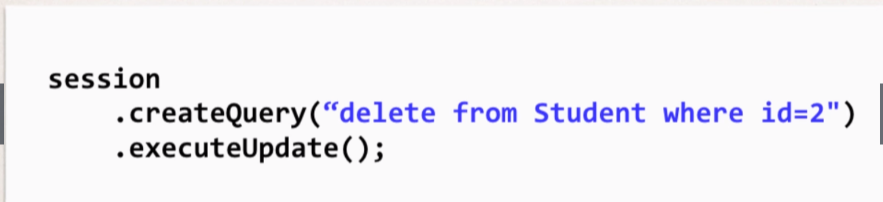 session
.createQuery(“delete from Student where id=2")
.executeUpdate();